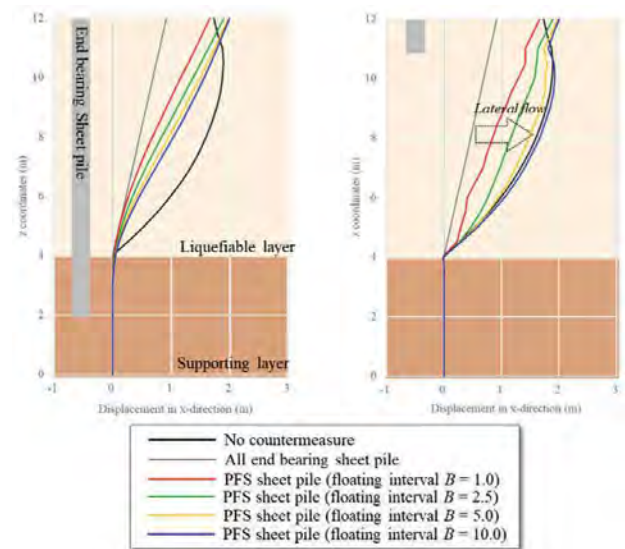 12
10
8
6
4
2
0
z coordinates (m)
End bearing Sheet pile
Liquefiable layer
Supporting layer
-1 0 1 2 3
Displacement in x-direction (m)
12
10
8
6
4
2
0
z coordinates (m)
Lateral flow
-1 0 1 2 3
Displacement in x-direction (m)
No countermeasure
All end bearing sheet pile
PFS sheet pile (floating interval B = 1.0)
PFS sheet pile (floating interval B = 2.5)
PFS sheet pile (floating interval B = 5.0)
PFS sheet pile (floating interval B = 10.0)